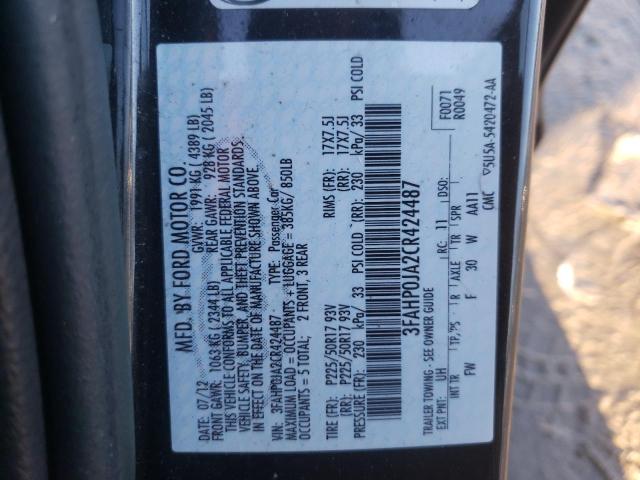 MFD. BY FORD MOTOR CO.
07/12 GVWR: 1991 KG ( 4389 LB)
FRONT GAWR: 1063 KG ( 2344 LB) REAR GAWR: 928 KG ( 2045 LB)
THIS VEHICLE CONFORMS TO ALL APPLICABLE FEDERAL MOTOR
VEHICLE SAFETY, BUMPER, AND THEFT PREVENTION STANDARDS
IN EFFECT ON THE DATE OF MANUFACTURE SHOWN ABOVE.
VIN: 3FAHP0JA2CR424487 TYPE: Passenger Car
MAXIMUM LOAD = OCCUPANTS + LUGGAGE = 385KG/ 850LB
OCCUPANTS = 5 TOTAL; 2 FRONT, 3 REAR
TIRE (FR): P225/50R17 93V RIMS (FR): 17X7.5J
(RR): P225/50R17 93V (RR): 17X7.5J
PRESSURE (FR): 230 kPa/ 33 PSI COLD (RR): 230 kPa/ 33 PSI COLD
3FAHP0JA2CR424487
F0071
R0049
TRAILER TOWING - SEE OWNER GUIDE
EXT PNT: UH RC: 11 DSO:
INT TR TP/PS R AXLE TR SPR
FW F 30 W AA11
CMC 5U5A-5420472-AA